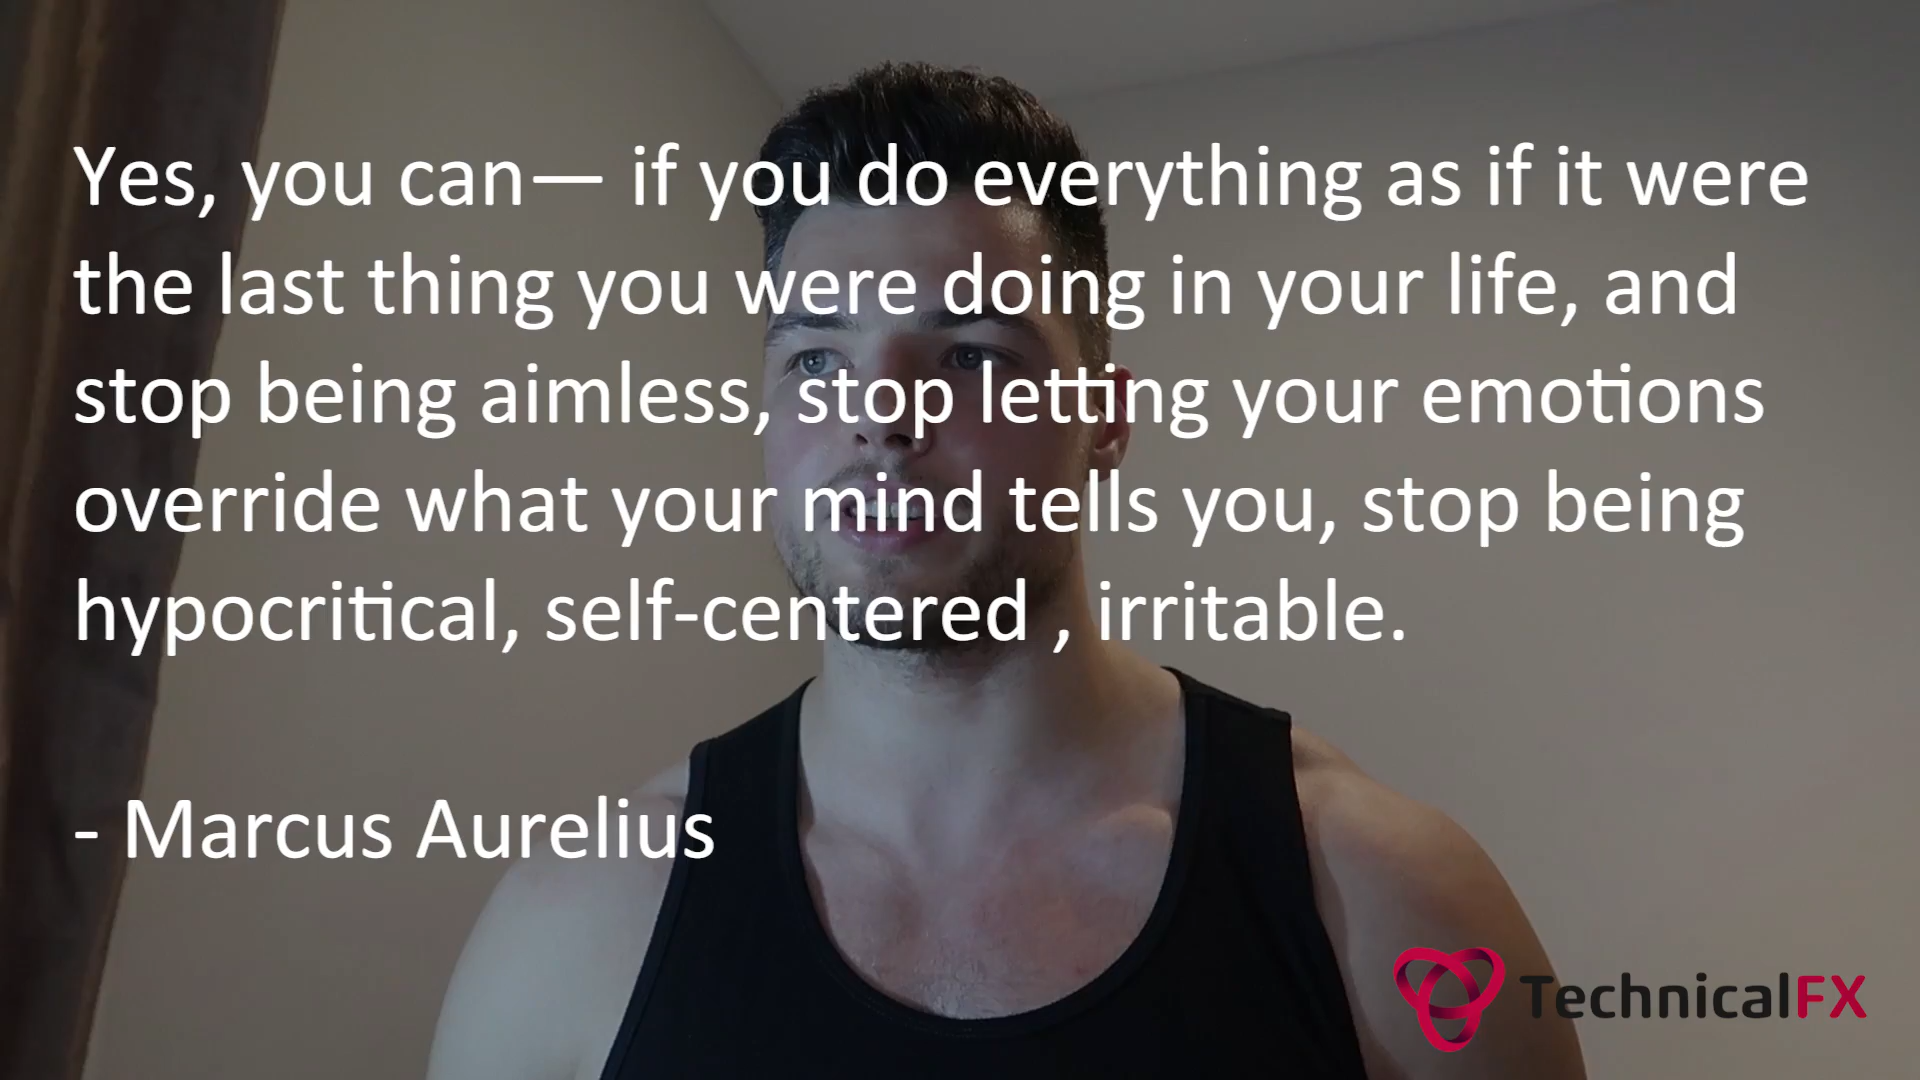 Yes, you can— if you do everything as if it were
the last thing you were doing in your life, and
stop being aimless, stop letting your emotions
override what your mind tells you, stop being
hypocritical, self-centered , irritable.
- Marcus Aurelius
TechnicalFX